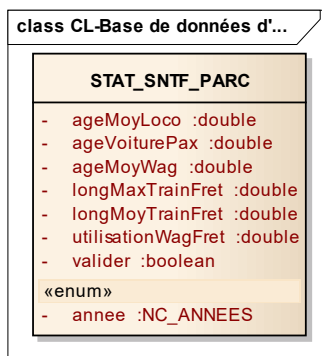 class CL-Base de données d'...
STAT_SNTF_PARC
- ageMoyLoco :double
- ageVoiturePax :double
- ageMoyWag :double
- longMaxTrainFret :double
- longMoyTrainFret :double
- utilisationWagFret :double
- valider :boolean
«enum»
- annee :NC_ANNEES